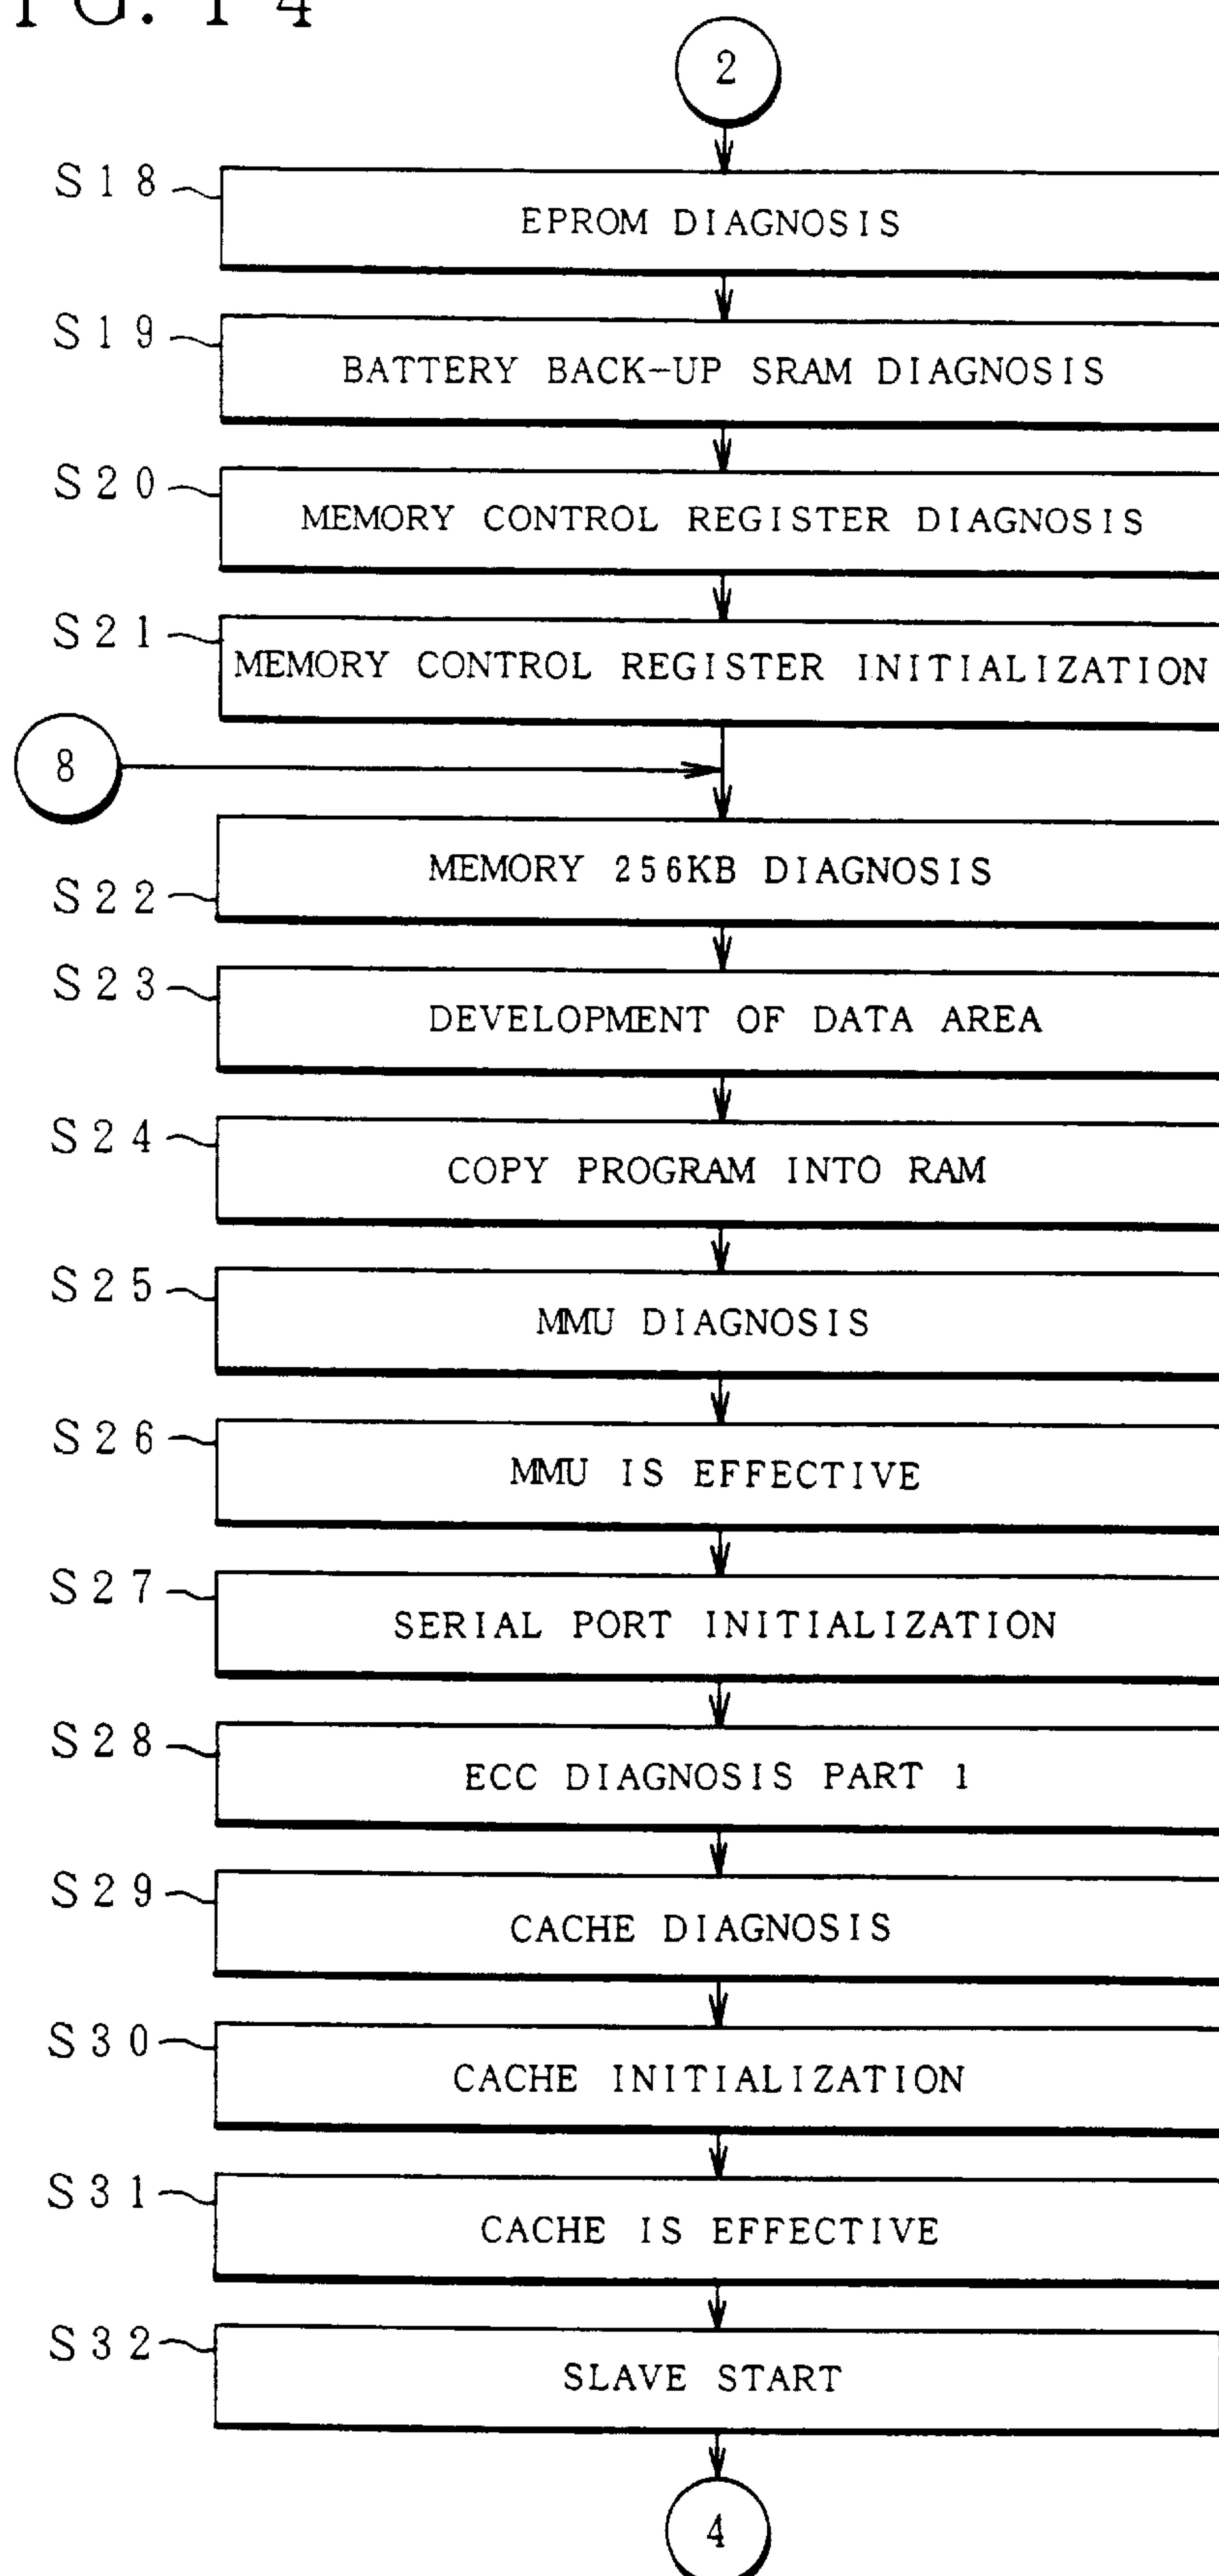 FIG. 14
2
S18
EPROM DIAGNOSIS
S19
BATTERY BACK-UP SRAM DIAGNOSIS
S20
MEMORY CONTROL REGISTER DIAGNOSIS
S21
MEMORY CONTROL REGISTER INITIALIZATION
8
MEMORY 256KB DIAGNOSIS
S22
S23
DEVELOPMENT OF DATA AREA
S24
COPY PROGRAM INTO RAM
S25
MMU DIAGNOSIS
S26
MMU IS EFFECTIVE
S27
SERIAL PORT INITIALIZATION
S28
ECC DIAGNOSIS PART 1
S29
CACHE DIAGNOSIS
S30
CACHE INITIALIZATION
S31
CACHE IS EFFECTIVE
S32
SLAVE START
4